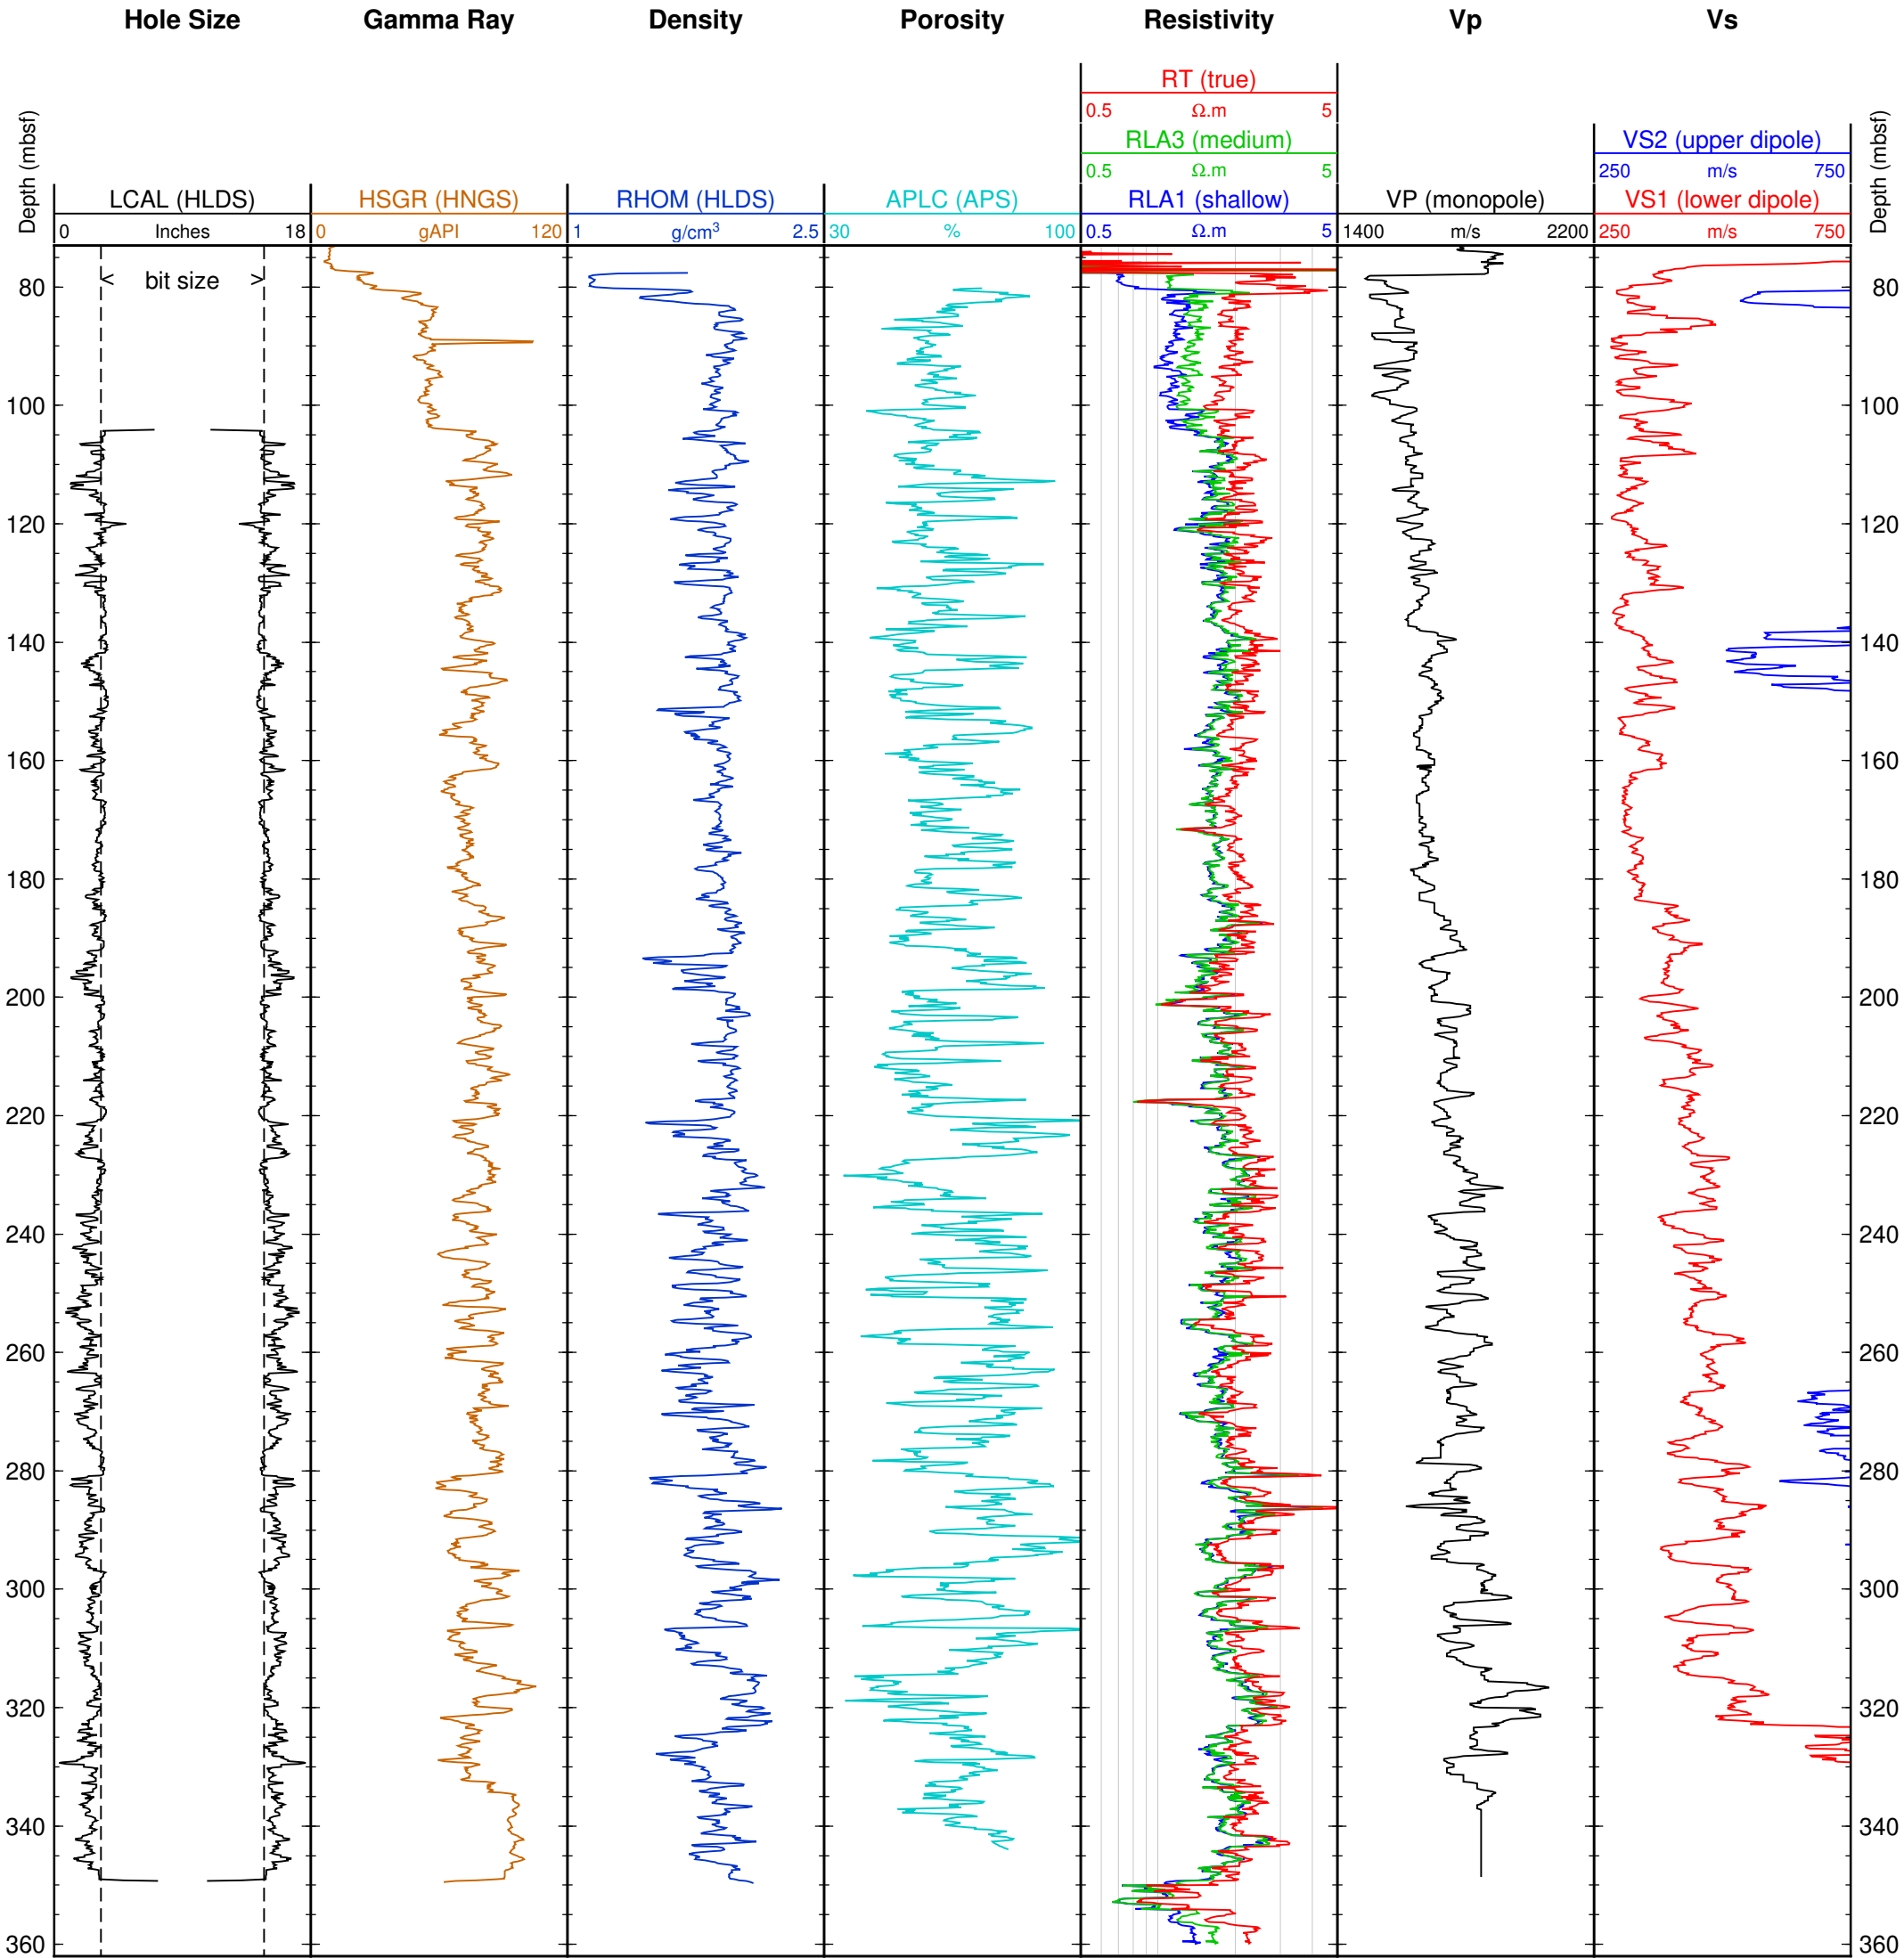 Hole Size Gamma Ray Density Porosity Resistivity Vp Vs
RT (true)
0.5 Ω.m 5
RLA3 (medium) VS2 (upper dipole)
0.5 Ω.m 5 250 m/s 750
LCAL (HLDS) HSGR (HNGS) RHOM (HLDS) APLC (APS) RLA1 (shallow) VP (monopole) VS1 (lower dipole)
0 Inches 18 0 gAPI 120 1 g/cm³ 2.5 30 % 100 0.5 Ω.m 5 1400 m/s 2200 250 m/s 750
Depth (mbsf) Depth (mbsf)
< bit size >
80 80
100 100
120 120
140 140
160 160
180 180
200 200
220 220
240 240
260 260
280 280
300 300
320 320
340 340
360 360